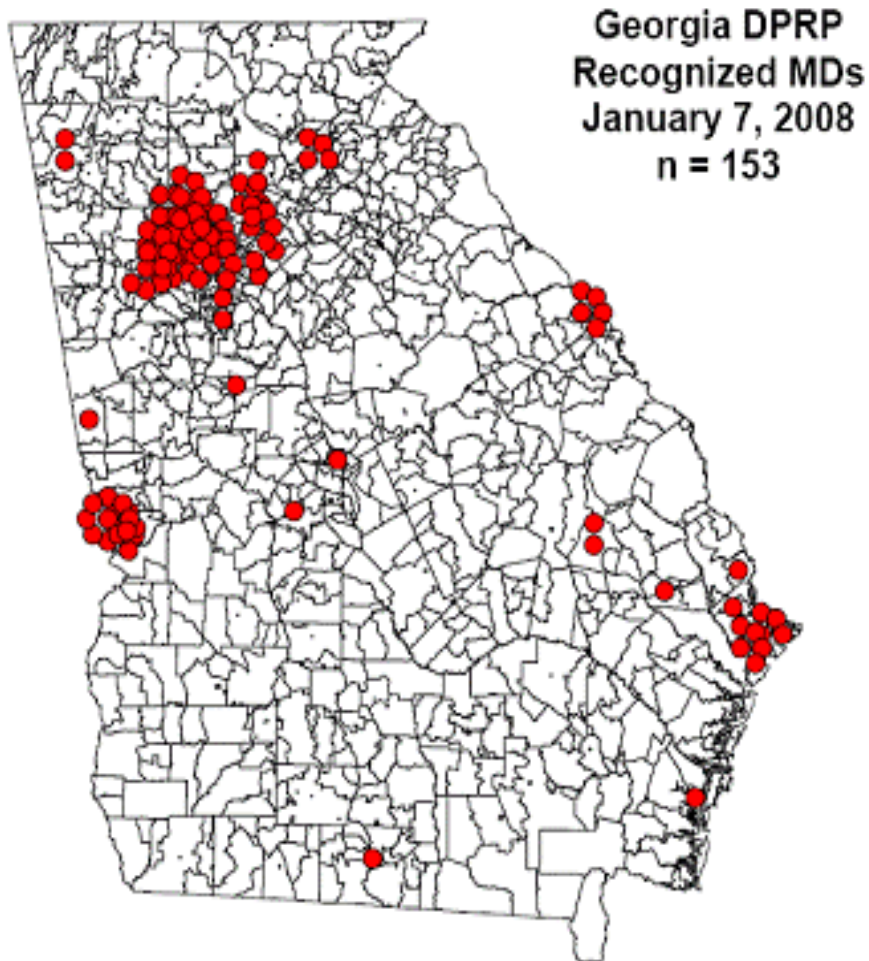 Georgia DPRP
Recognized MDs
January 7, 2008
n = 153